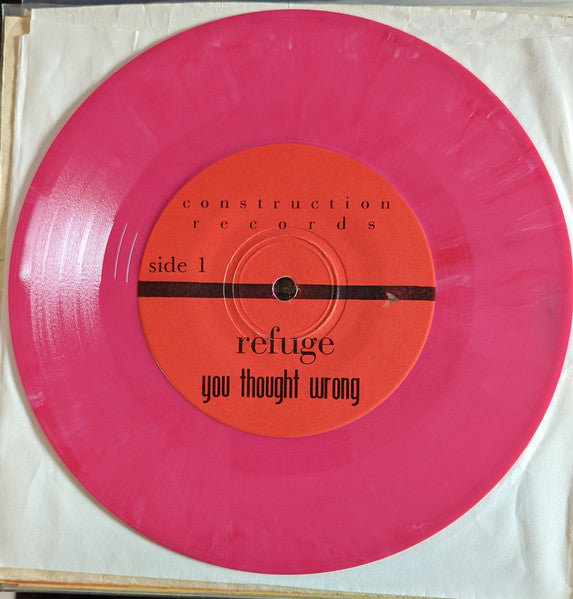 construction
records
side 1
refuge
you thought wrong